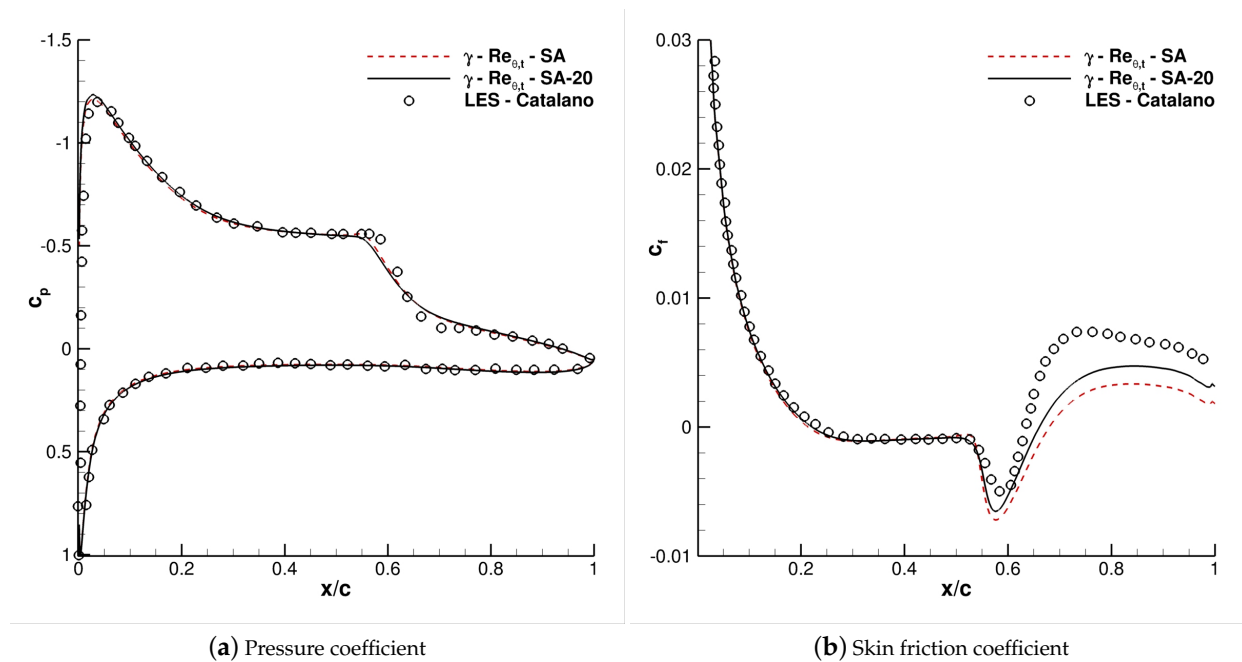 -1.5
-1
-0.5
0
0.5
1
c_p
0
0.2
0.4
0.6
0.8
1
x/c
γ - Re_θ,t - SA
γ - Re_θ,t - SA-20
LES - Catalano
(a) Pressure coefficient
0.03
0.02
0.01
0
-0.01
c_f
0.2
0.4
0.6
0.8
1
x/c
γ - Re_θ,t - SA
γ - Re_θ,t - SA-20
LES - Catalano
(b) Skin friction coefficient